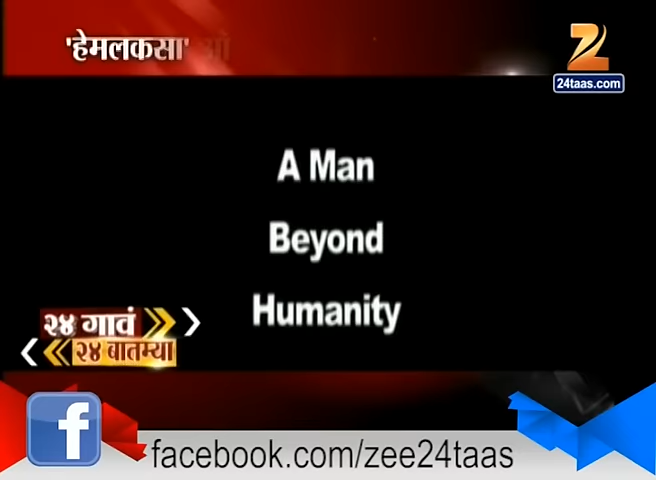 'हेमलकसा'
24taas.com
A Man
Beyond
Humanity
२४ गावं
२४ बातम्या
facebook.com/zee24taas